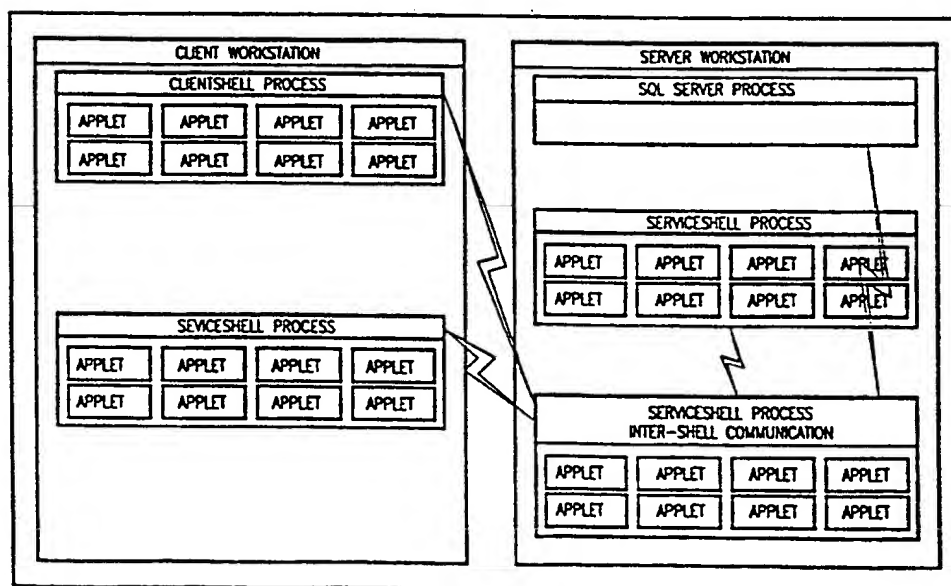 CLIENT WORKSTATION
CLIENTSHELL PROCESS
APPLET APPLET APPLET APPLET
APPLET APPLET APPLET APPLET
SEVICESHELL PROCESS
APPLET APPLET APPLET APPLET
APPLET APPLET APPLET APPLET
SERVER WORKSTATION
SQL SERVER PROCESS
SERVICESHELL PROCESS
APPLET APPLET APPLET APPLET
APPLET APPLET APPLET APPLET
SERVICESHELL PROCESS
INTER-SHELL COMMUNICATION
APPLET APPLET APPLET APPLET
APPLET APPLET APPLET APPLET